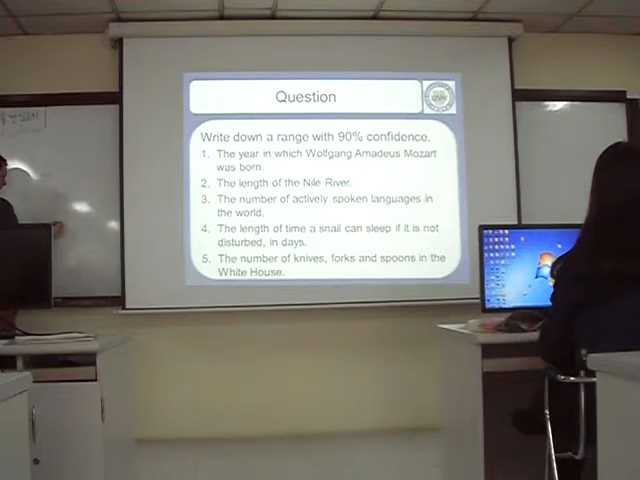 Question
Write down a range with 90% confidence.
1. The year in which Wolfgang Amadeus Mozart
was born.
2. The length of the Nile River.
3. The number of actively spoken languages in
the world.
4. The length of time a snail can sleep if it is not
disturbed, in days.
5. The number of knives, forks and spoons in the
White House.